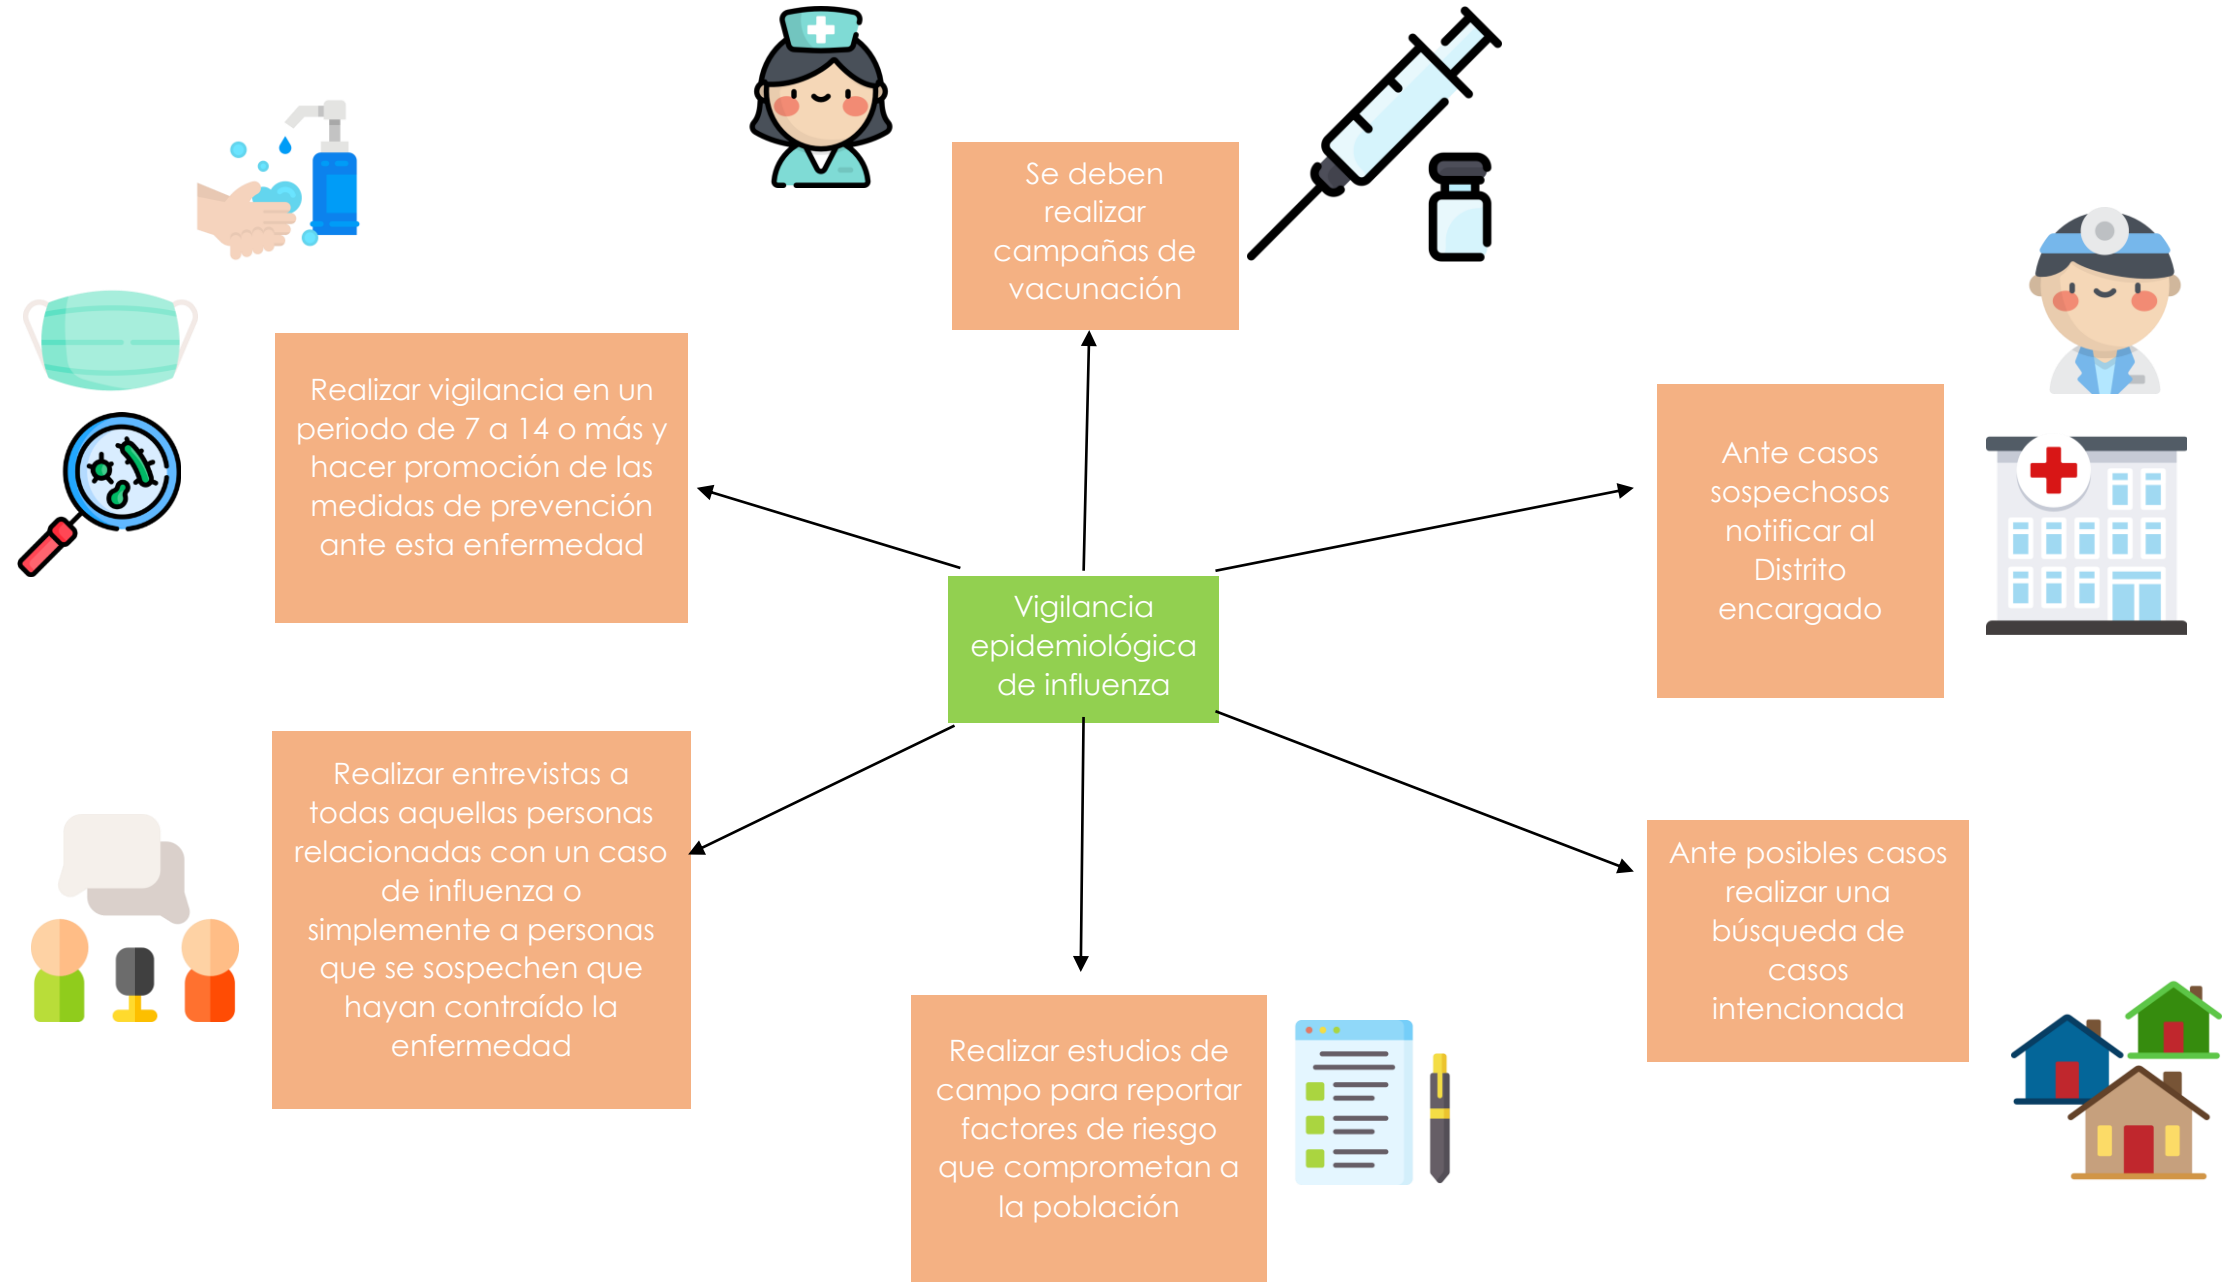 Se deben
realizar
campañas de
vacunación
Realizar vigilancia en un
periodo de 7 a 14 o más y
hacer promoción de las
medidas de prevención
ante esta enfermedad
Ante casos
sospechosos
notificar al
Distrito
encargado
Vigilancia
epidemiológica
de influenza
Realizar entrevistas a
todas aquellas personas
relacionadas con un caso
de influenza o
simplemente a personas
que se sospechen que
hayan contraído la
enfermedad
Ante posibles casos
realizar una
búsqueda de
casos
intencionada
Realizar estudios de
campo para reportar
factores de riesgo
que comprometan a
la población